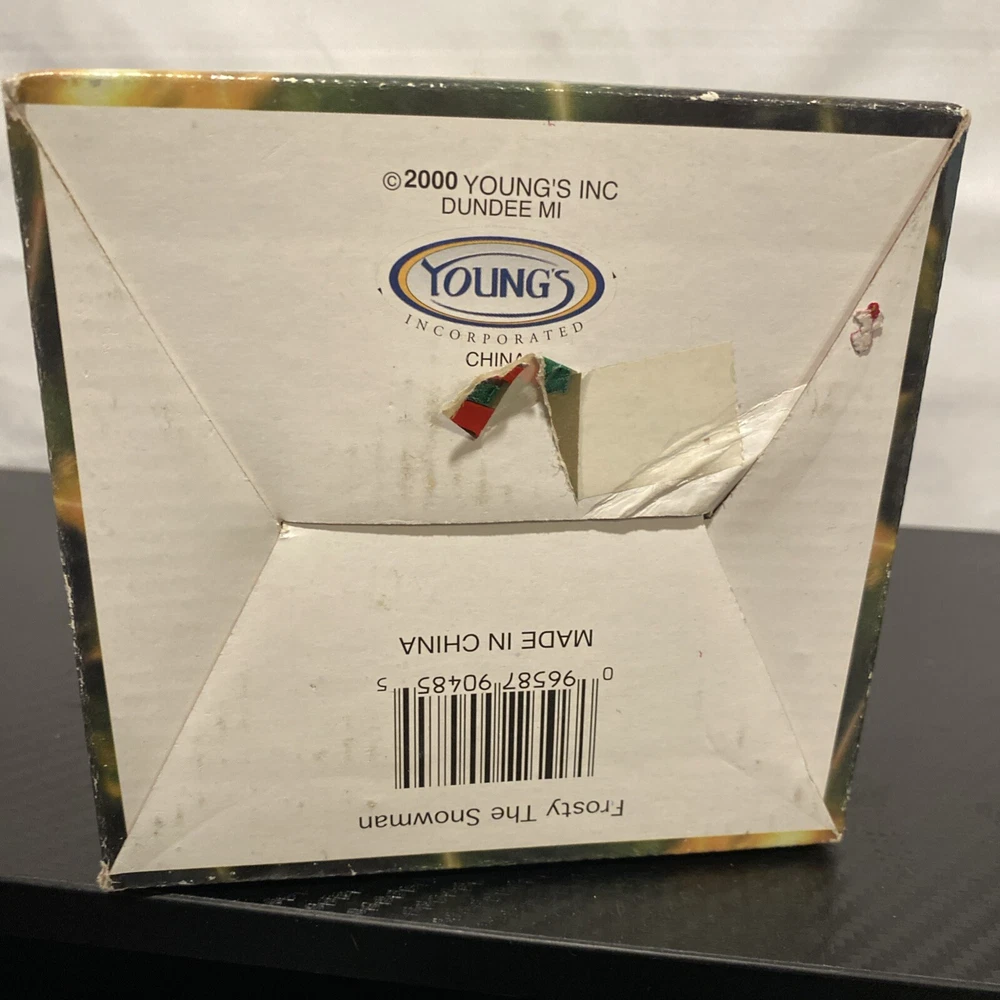 ©2000 YOUNG'S INC
DUNDEE MI
YOUNG'S
INCORPORATED
CHINA
Frosty The Snowman
0 96587 90485 5
MADE IN CHINA